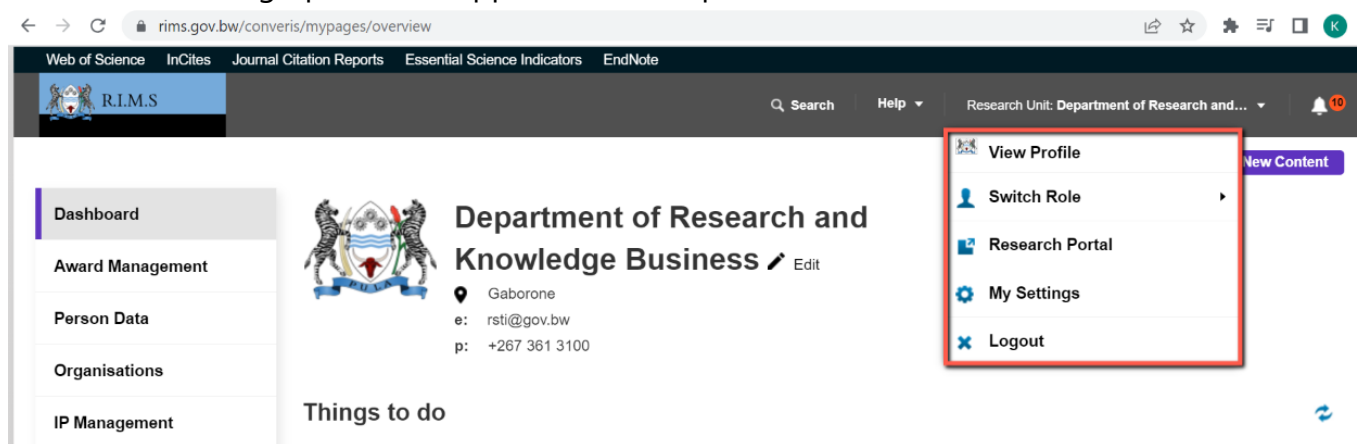 rims.gov.bw/converis/mypages/overview
K
Web of Science InCites Journal Citation Reports Essential Science Indicators EndNote
R.I.M.S
Search Help Research Unit: Department of Research and... 10
View Profile
New Content
Switch Role
Research Portal
My Settings
Logout
Dashboard
Award Management
Person Data
Organisations
IP Management
PULA
Department of Research and
Knowledge Business Edit
Gaborone
e: rsti@gov.bw
p: +267 361 3100
Things to do